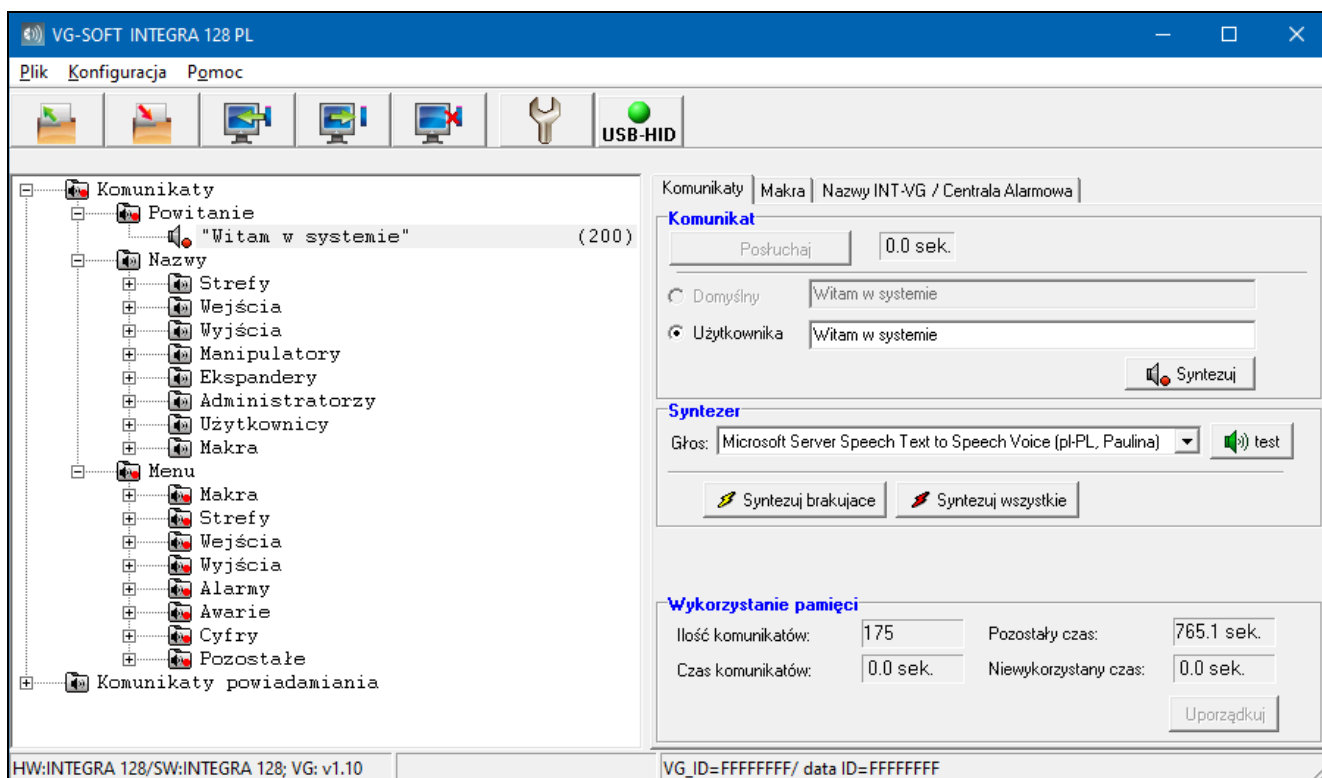 VG-SOFT INTEGRA 128 PL
Plik Konfiguracja Pomoc
USB-HID
Komunikaty
Powitanie
"Witam w systemie" (200)
Nazwy
Strefy
Wejścia
Wyjścia
Manipulatory
Ekspandery
Administratorzy
Użytkownicy
Makra
Menu
Makra
Strefy
Wejścia
Wyjścia
Alarmy
Awarie
Cyfry
Pozostałe
Komunikaty powiadamiania
Komunikaty Makra Nazwy INT-VG / Centrala Alarmowa
Komunikat
Posłuchaj 0.0 sek.
Domyślny Witam w systemie
Użytkownika Witam w systemie
Syntezuj
Syntezer
Głos: Microsoft Server Speech Text to Speech Voice (pl-PL, Paulina) test
Syntezuj brakujace Syntezuj wszystkie
Wykorzystanie pamięci
Ilość komunikatów: 175 Pozostały czas: 765.1 sek.
Czas komunikatów: 0.0 sek. Niewykorzystany czas: 0.0 sek.
Uporządkuj
HW:INTEGRA 128/SW:INTEGRA 128; VG: v1.10 VG_ID=FFFFFFFF/ data ID=FFFFFFFF